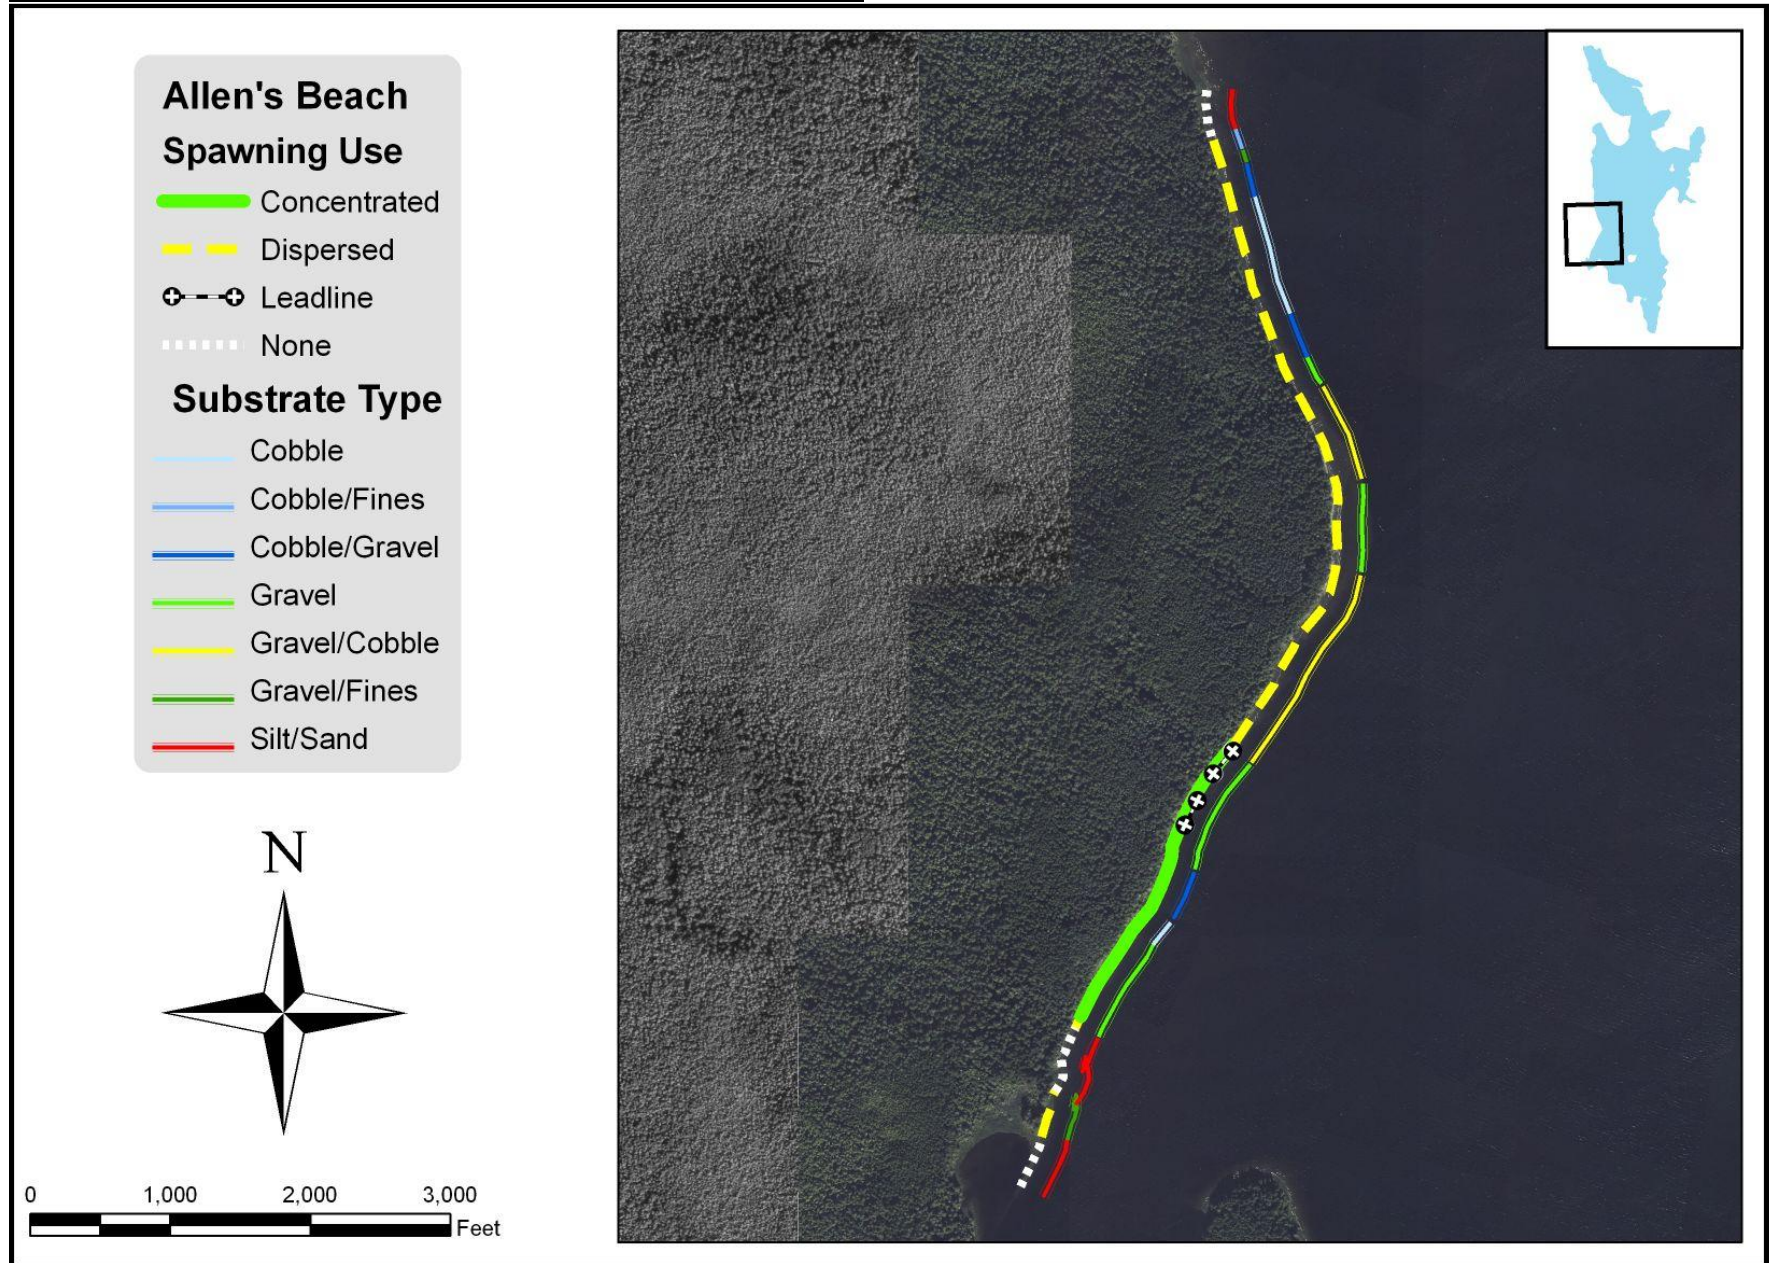 Allen's Beach
Spawning Use
Concentrated
Dispersed
Leadline
None
Substrate Type
Cobble
Cobble/Fines
Cobble/Gravel
Gravel
Gravel/Cobble
Gravel/Fines
Silt/Sand
N
0 1,000 2,000 3,000
Feet